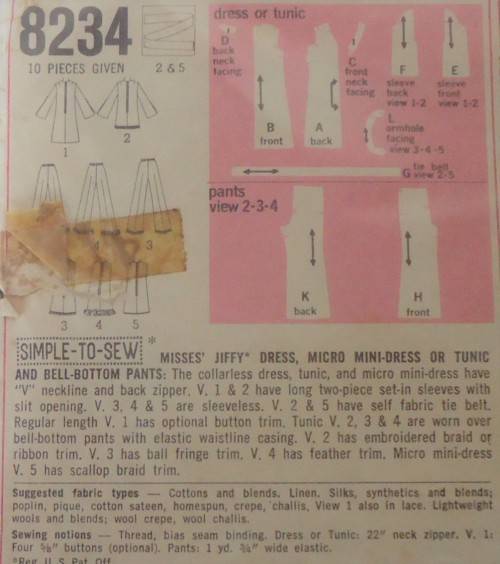 8234
10 PIECES GIVEN
2 & 5
1
2
4
3
3
4
5
dress or tunic
D
back
neck
facing
C
front
neck
facing
F
sleeve
back
view 1-2
E
sleeve
front
view 1-2
B
front
A
back
L
armhole
facing
view 3-4-5
G tie belt
view 2-5
pants
view 2-3-4
K
back
H
front
SIMPLE-TO-SEW* MISSES' JIFFY* DRESS, MICRO MINI-DRESS OR TUNIC
AND BELL-BOTTOM PANTS: The collarless dress, tunic, and micro mini-dress have
"V" neckline and back zipper. V. 1 & 2 have long two-piece set-in sleeves with
slit opening. V. 3, 4 & 5 are sleeveless. V. 2 & 5 have self fabric tie belt.
Regular length V. 1 has optional button trim. Tunic V. 2, 3 & 4 are worn over
bell-bottom pants with elastic waistline casing. V. 2 has embroidered braid or
ribbon trim. V. 3 has ball fringe trim. V. 4 has feather trim. Micro mini-dress
V. 5 has scallop braid trim.
Suggested fabric types — Cottons and blends. Linen. Silks, synthetics and blends;
poplin, pique, cotton sateen, homespun, crepe, challis, View 1 also in lace. Lightweight
wools and blends; wool crepe, wool challis.
Sewing notions — Thread, bias seam binding. Dress or Tunic: 22" neck zipper. V. 1:
Four ⅝" buttons (optional). Pants: 1 yd. ¾" wide elastic.
*Reg. U. S. Pat. Off.